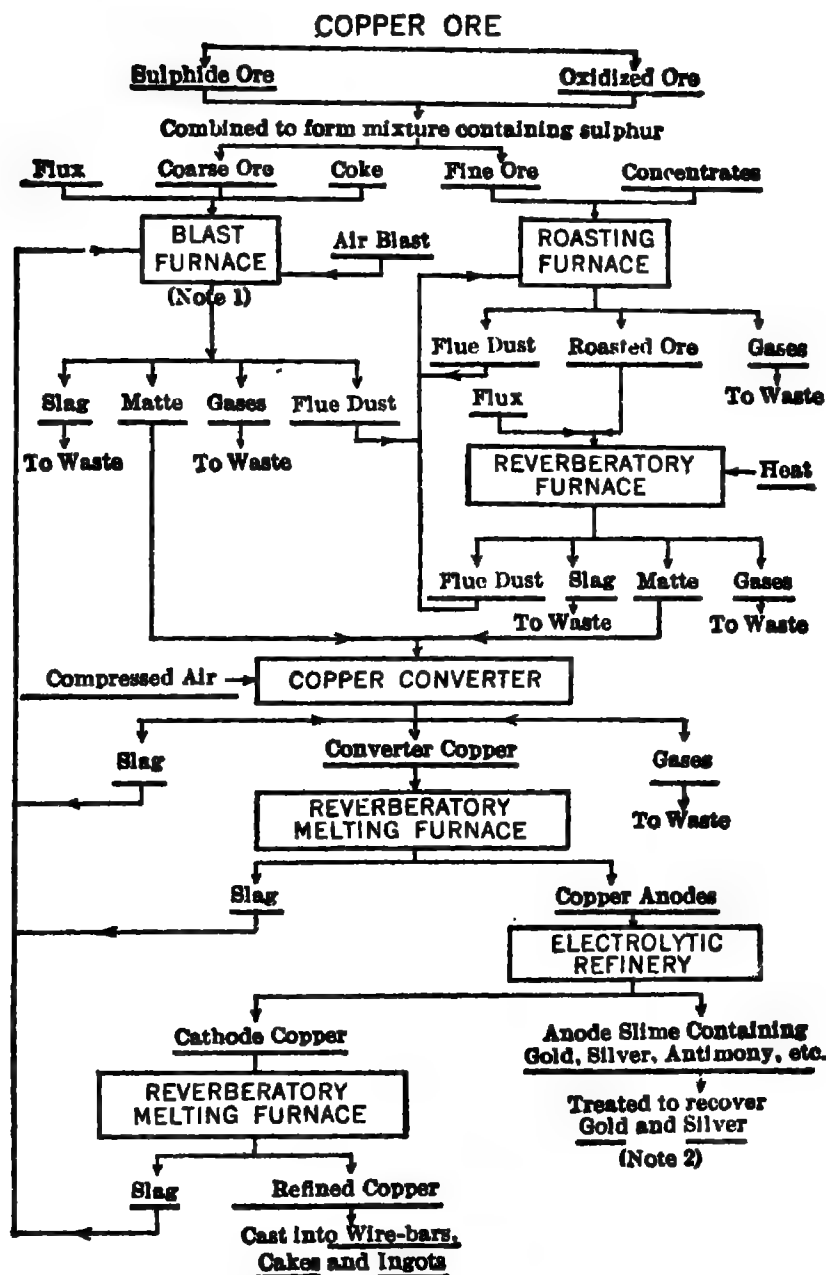 COPPER ORE
Sulphide Ore
Oxidized Ore
Combined to form mixture containing sulphur
Flux
Coarse Ore
Coke
Fine Ore
Concentrates
BLAST
FURNACE
(Note 1)
Air Blast
ROASTING
FURNACE
Flue Dust
Roasted Ore
Gases
To Waste
Slag
Matte
Gases
Flue Dust
To Waste
To Waste
Flux
REVERBERATORY
FURNACE
Heat
Flue Dust
Slag
Matte
Gases
To Waste
To Waste
Compressed Air
COPPER CONVERTER
Slag
Converter Copper
Gases
To Waste
REVERBERATORY
MELTING FURNACE
Slag
Copper Anodes
ELECTROLYTIC
REFINERY
Cathode Copper
Anode Slime Containing
Gold, Silver, Antimony, etc.
REVERBERATORY
MELTING FURNACE
Treated to recover
Gold and Silver
(Note 2)
Slag
Refined Copper
Cast into Wire-bars,
Cakes and Ingots